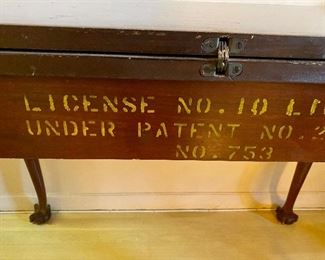 LICENSE NO. 10
UNDER PATENT NO.
NO. 753